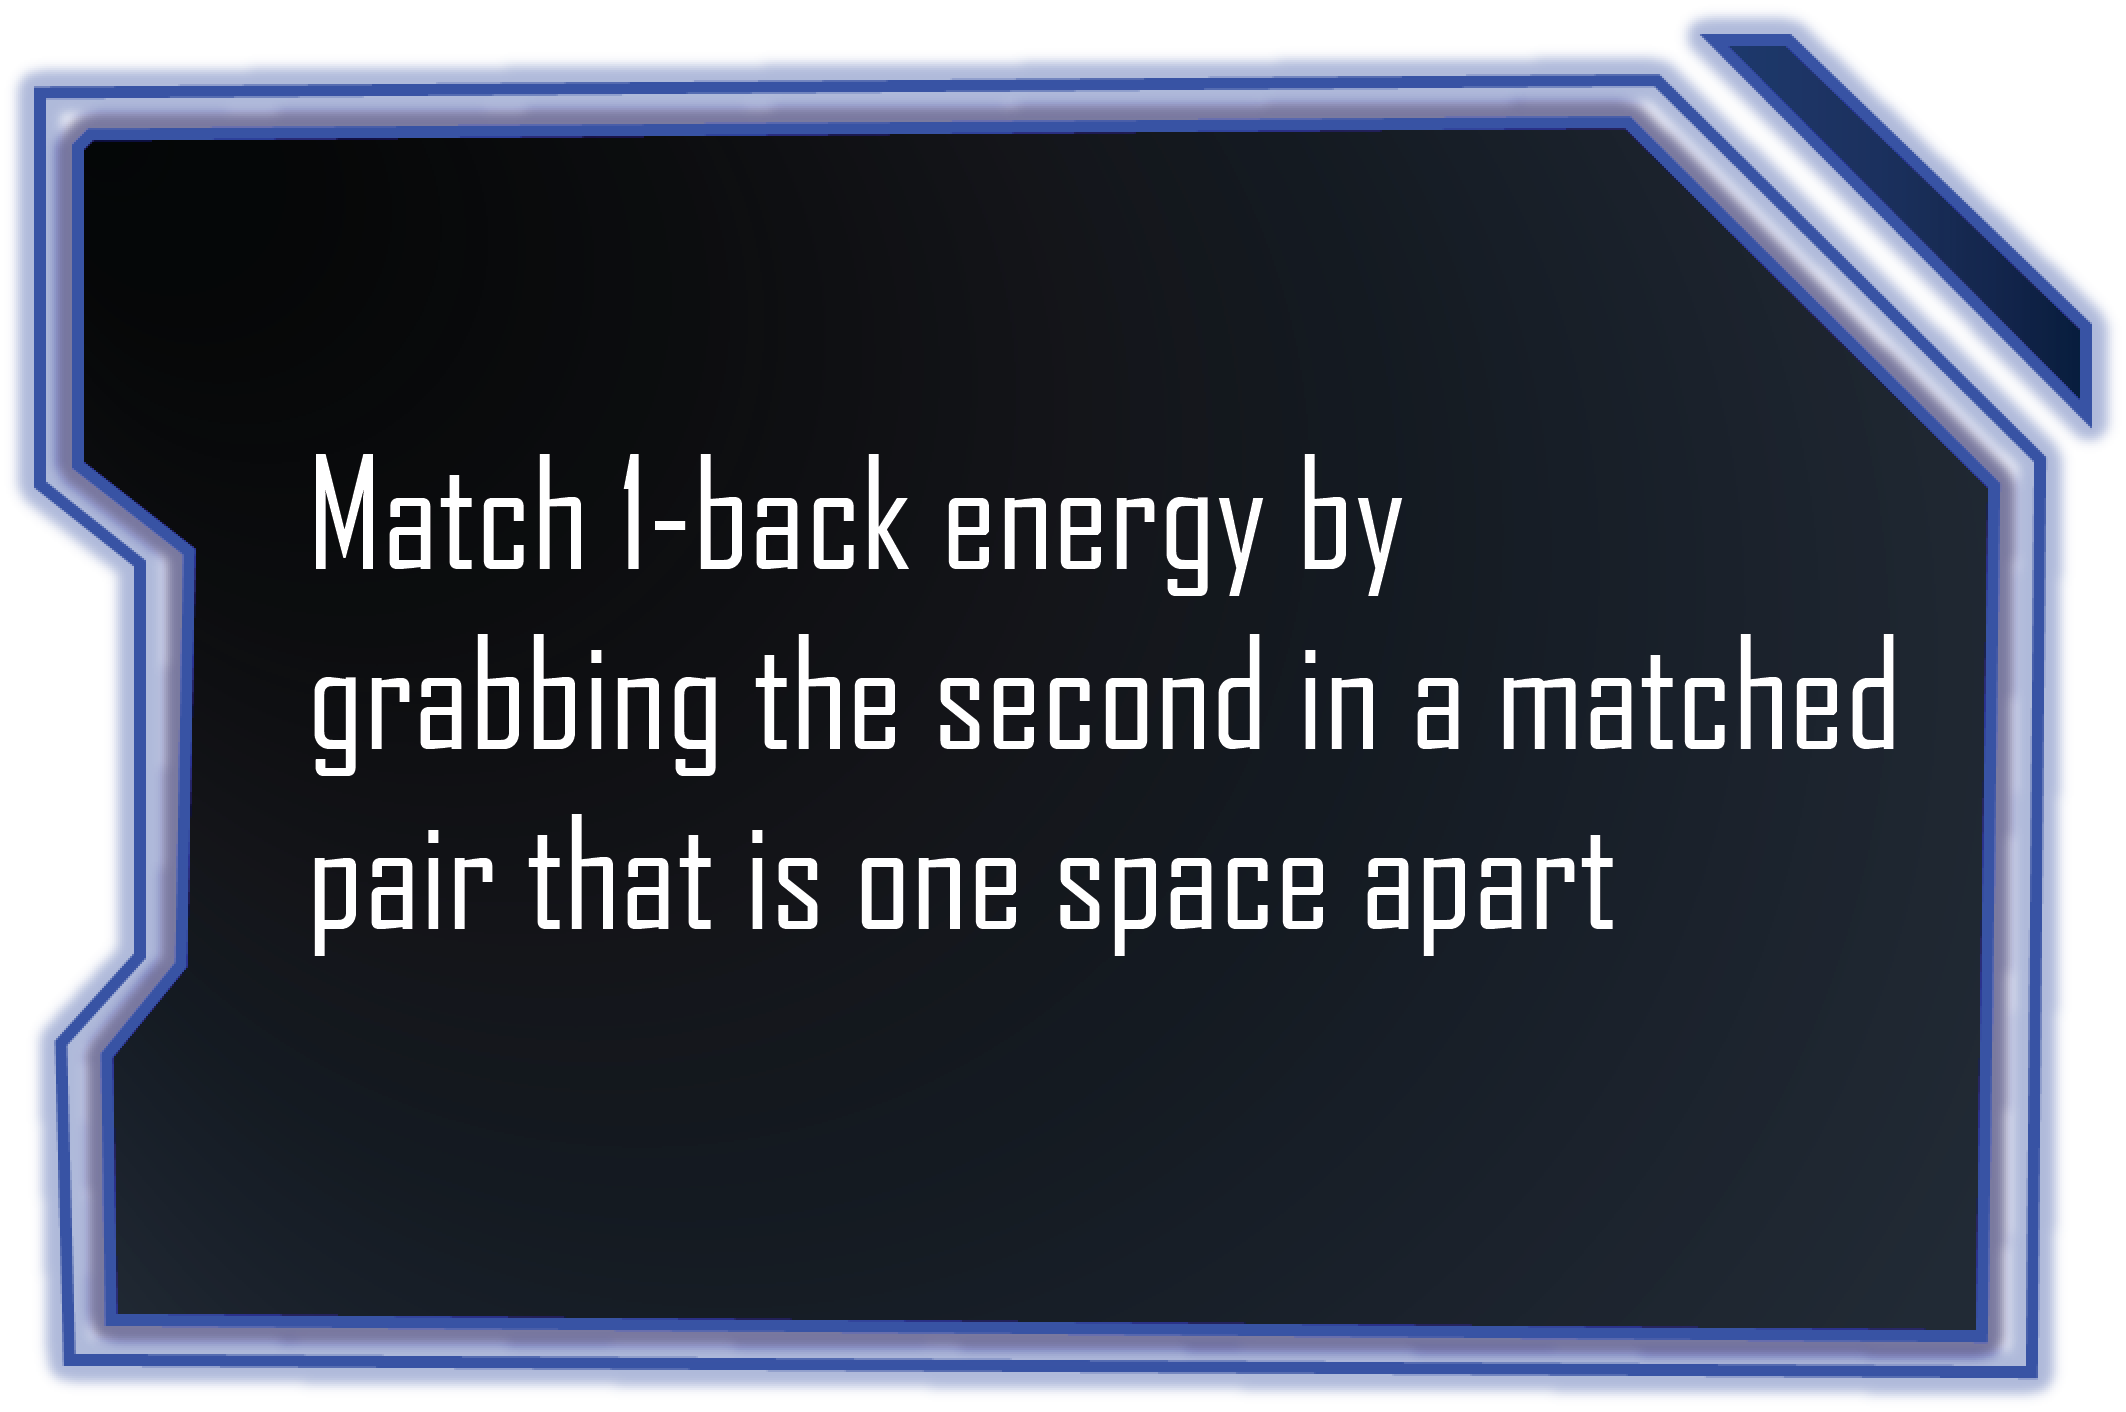 Match 1-back energy by
grabbing the second in a matched
pair that is one space apart